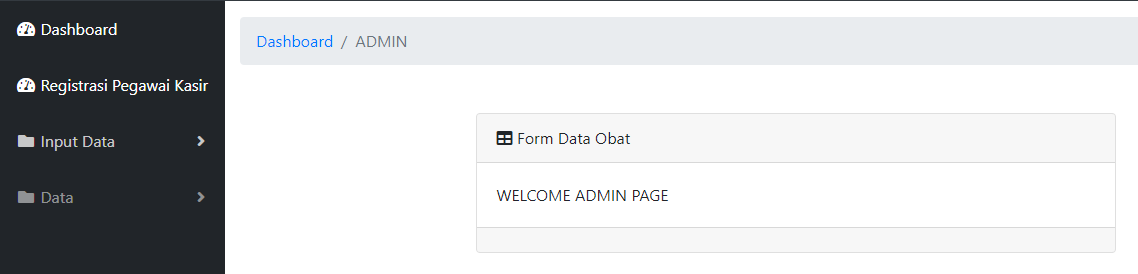 Dashboard
Registrasi Pegawai Kasir
Input Data
Data
Dashboard / ADMIN
Form Data Obat
WELCOME ADMIN PAGE